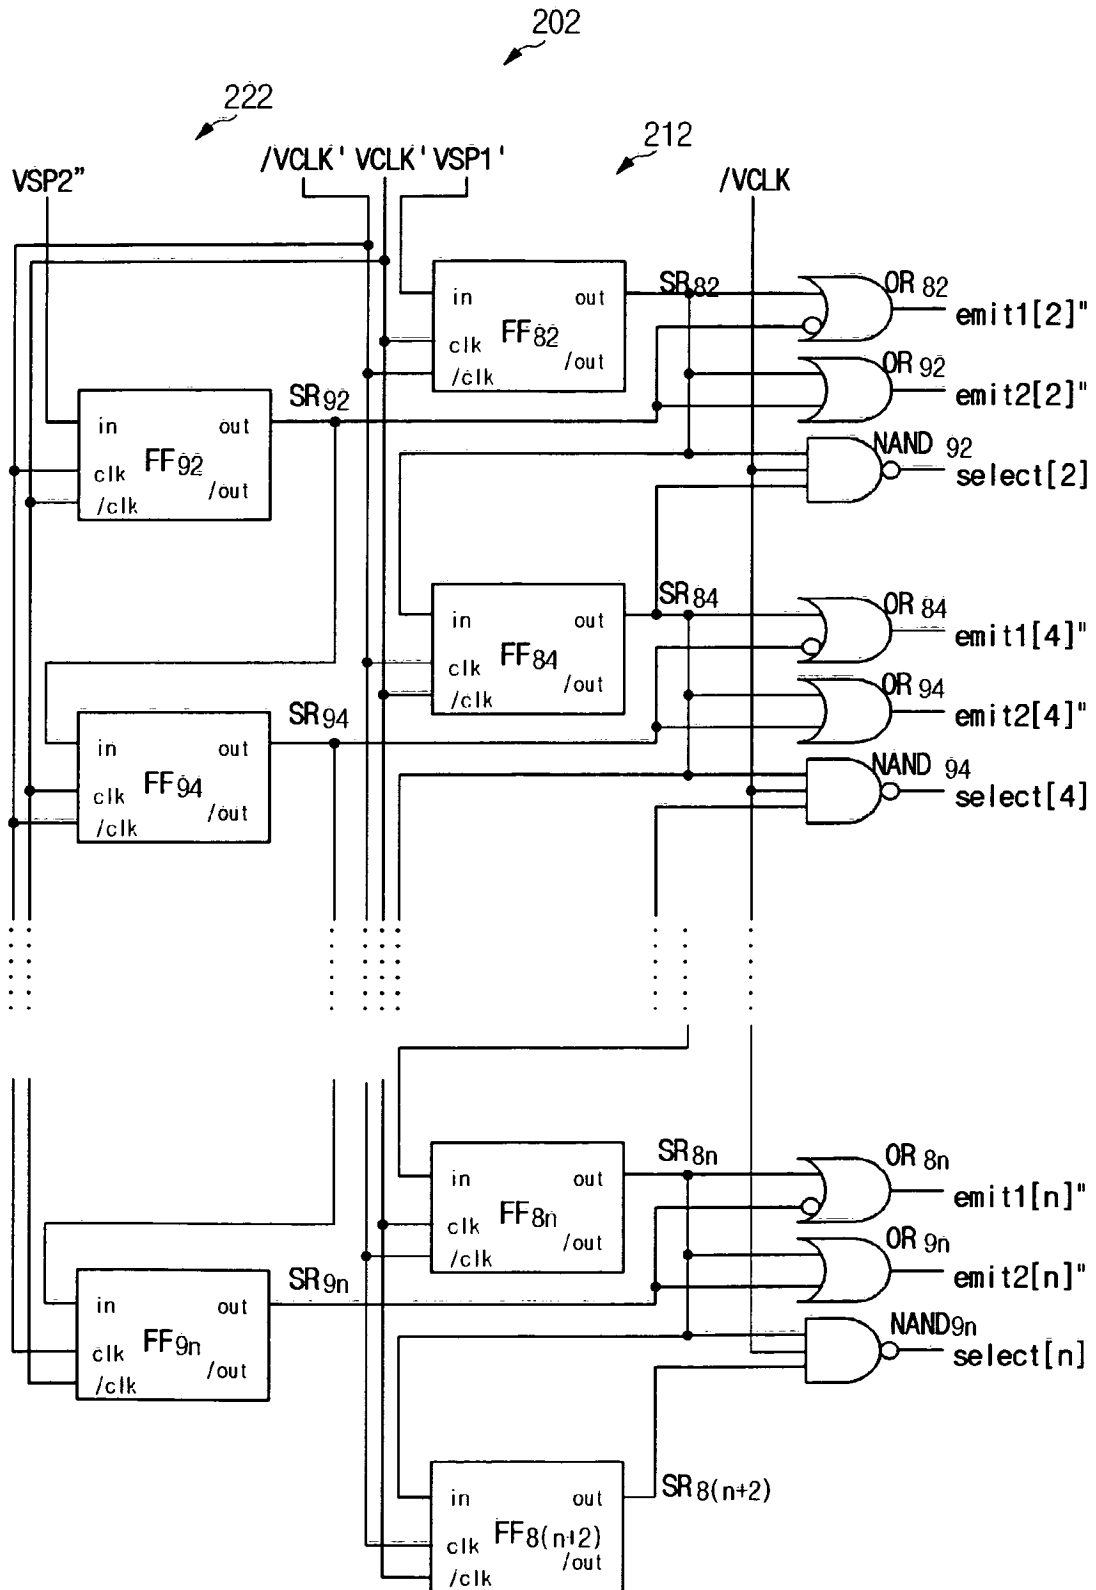 202
222
212
/VCLK' VCLK' VSP1'
VSP2"
/VCLK
in out
FF82
clk /out
/clk
SR82
OR 82
emit1[2]"
OR 92
emit2[2]"
NAND 92
select[2]
SR92
in out
FF92
clk /out
/clk
in out
FF84
clk /out
/clk
SR84
OR 84
emit1[4]"
OR 94
emit2[4]"
NAND 94
select[4]
SR94
in out
FF94
clk /out
/clk
in out
FF8n
clk /out
/clk
SR8n
OR 8n
emit1[n]"
OR 9n
emit2[n]"
NAND9n
select[n]
SR9n
in out
FF9n
clk /out
/clk
in out
FF8(n+2)
clk /out
/clk
SR8(n+2)